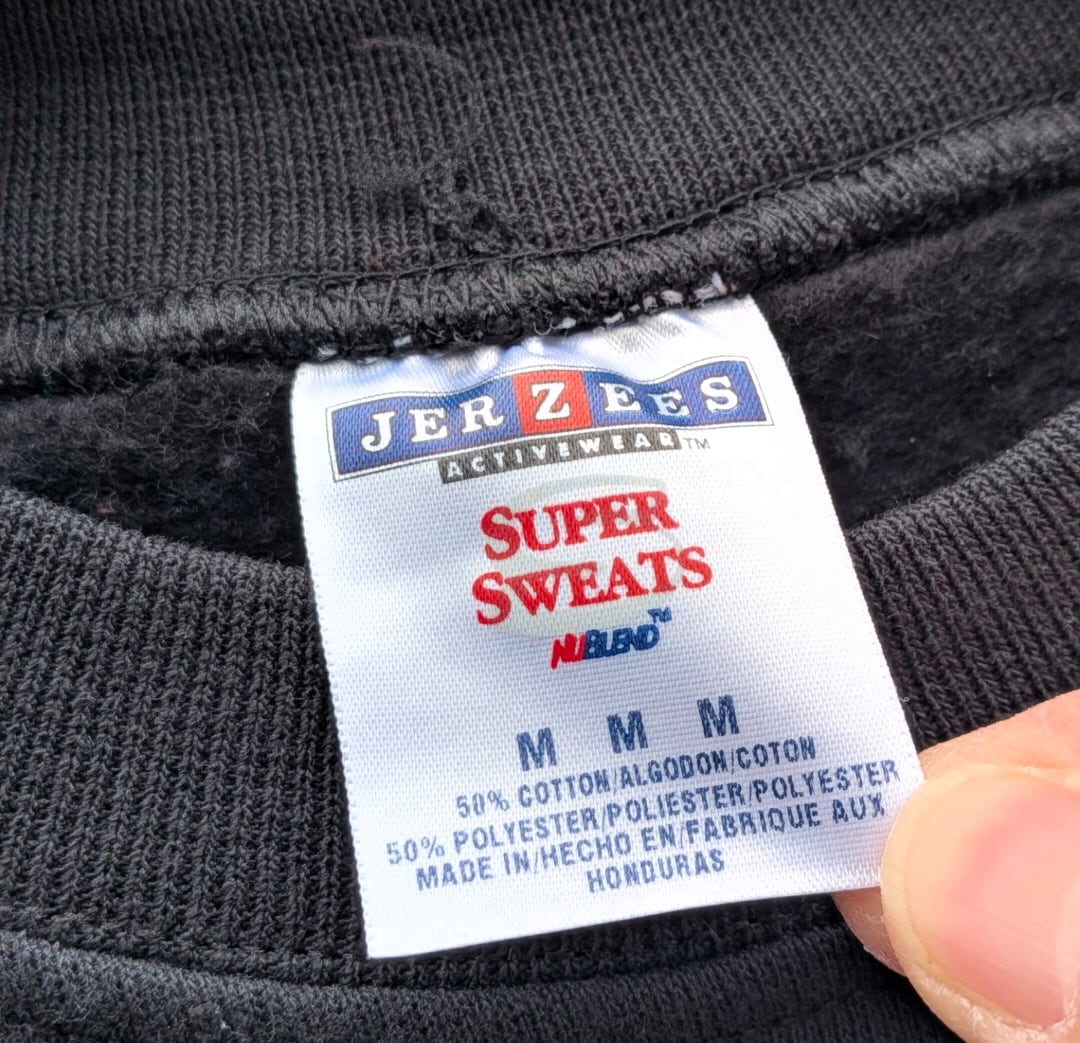 JERZEES
ACTIVEWEAR™
SUPER
SWEATS
NUBLEND™
M M M
50% COTTON/ALGODON/COTON
50% POLYESTER/POLIESTER/POLYESTER
MADE IN/HECHO EN/FABRIQUE AUX
HONDURAS